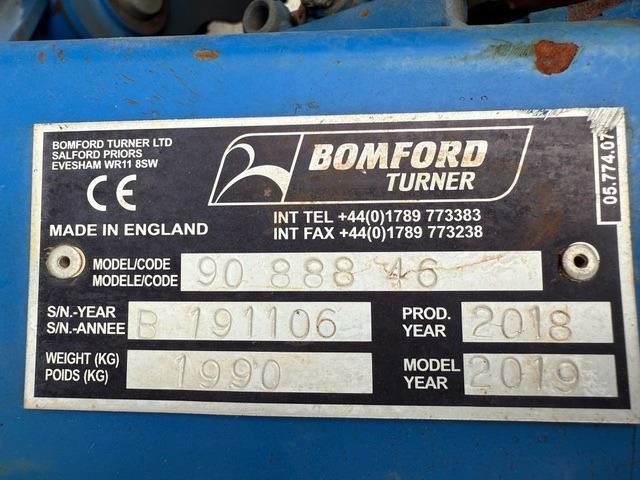 BOMFORD TURNER LTD
SALFORD PRIORS
EVESHAM WR11 8SW
CE
MADE IN ENGLAND
BOMFORD
TURNER
INT TEL +44(0)1789 773383
INT FAX +44(0)1789 773238
05.774.07
MODEL/CODE
MODELE/CODE
90 888 46
S/N.-YEAR
S/N.-ANNEE
B 191106
PROD.
YEAR
2018
WEIGHT (KG)
POIDS (KG)
1990
MODEL
YEAR
2019